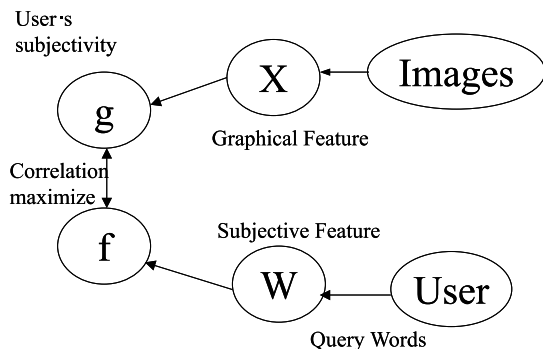 User's
subjectivity
X
Images
g
Graphical Feature
Correlation
maximize
Subjective Feature
f
W
User
Query Words